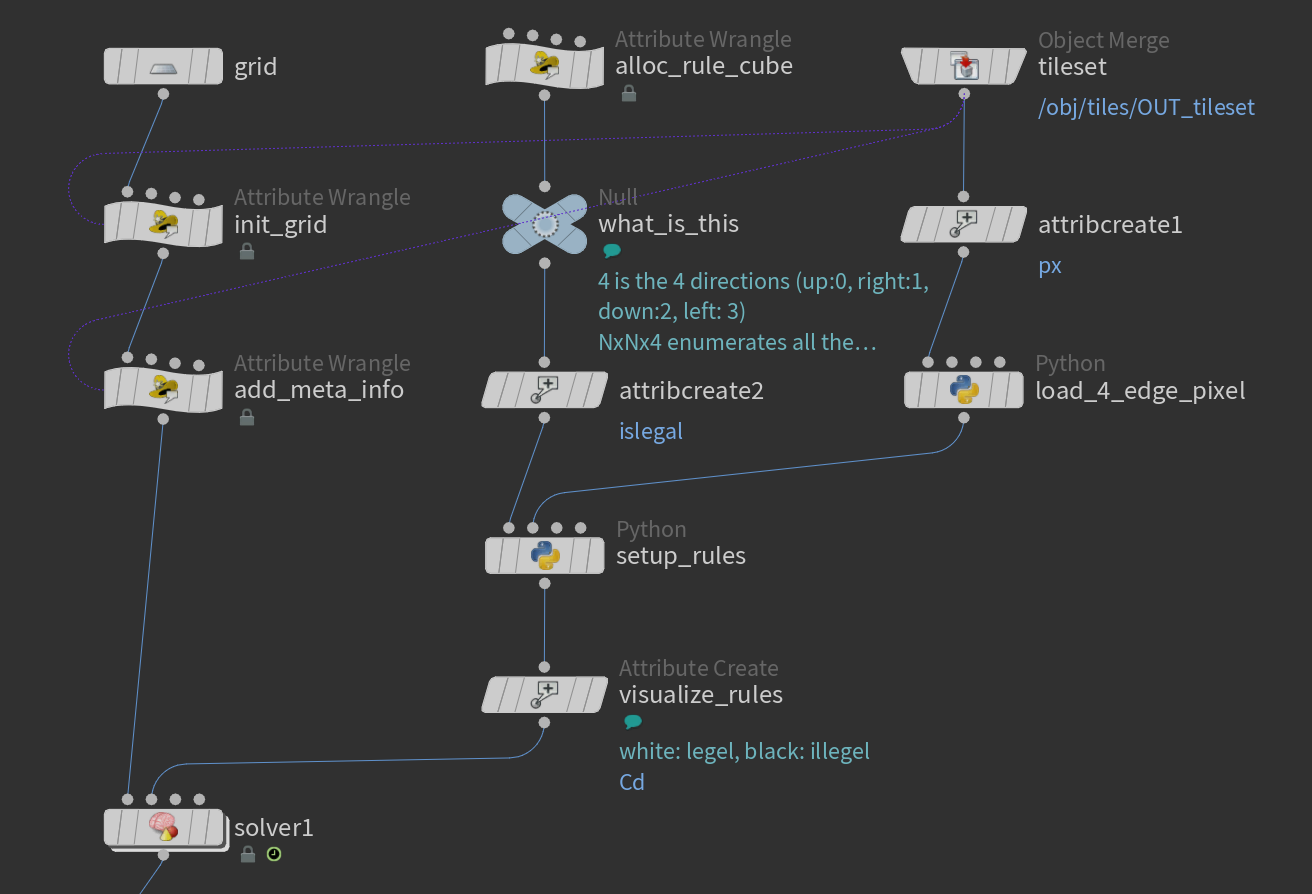 grid
Attribute Wrangle
alloc_rule_cube
Object Merge
tileset
/obj/tiles/OUT_tileset
Attribute Wrangle
init_grid
Null
what_is_this
4 is the 4 directions (up:0, right:1,
down:2, left: 3)
NxNx4 enumerates all the…
attribcreate1
px
Attribute Wrangle
add_meta_info
attribcreate2
islegal
Python
load_4_edge_pixel
Python
setup_rules
Attribute Create
visualize_rules
white: legel, black: illegel
Cd
solver1